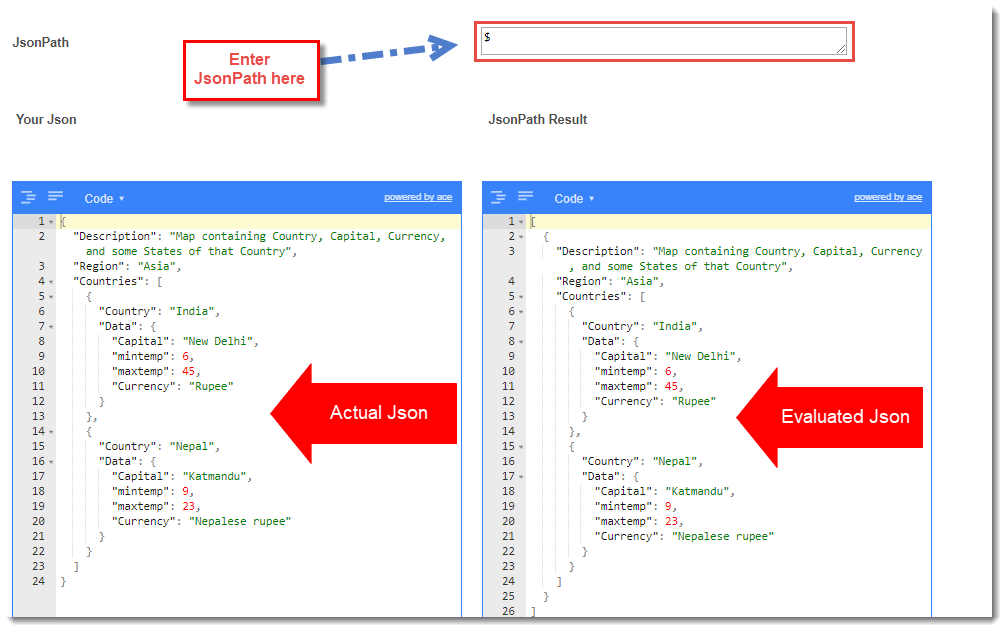 JsonPath
Enter
JsonPath here
$
Your Json
JsonPath Result
Code
powered by ace
1 {
2 "Description": "Map containing Country, Capital, Currency,
and some States of that Country",
3 "Region": "Asia",
4 "Countries": [
5 {
6 "Country": "India",
7 "Data": {
8 "Capital": "New Delhi",
9 "mintemp": 6,
10 "maxtemp": 45,
11 "Currency": "Rupee"
12 }
13 },
14 {
15 "Country": "Nepal",
16 "Data": {
17 "Capital": "Katmandu",
18 "mintemp": 9,
19 "maxtemp": 23,
20 "Currency": "Nepalese rupee"
21 }
22 }
23 ]
24 }
Actual Json
Code
powered by ace
1 [
2 {
3 "Description": "Map containing Country, Capital, Currency
, and some States of that Country",
4 "Region": "Asia",
5 "Countries": [
6 {
7 "Country": "India",
8 "Data": {
9 "Capital": "New Delhi",
10 "mintemp": 6,
11 "maxtemp": 45,
12 "Currency": "Rupee"
13 }
14 },
15 {
16 "Country": "Nepal",
17 "Data": {
18 "Capital": "Katmandu",
19 "mintemp": 9,
20 "maxtemp": 23,
21 "Currency": "Nepalese rupee"
22 }
23 }
24 ]
25 }
26 ]
Evaluated Json